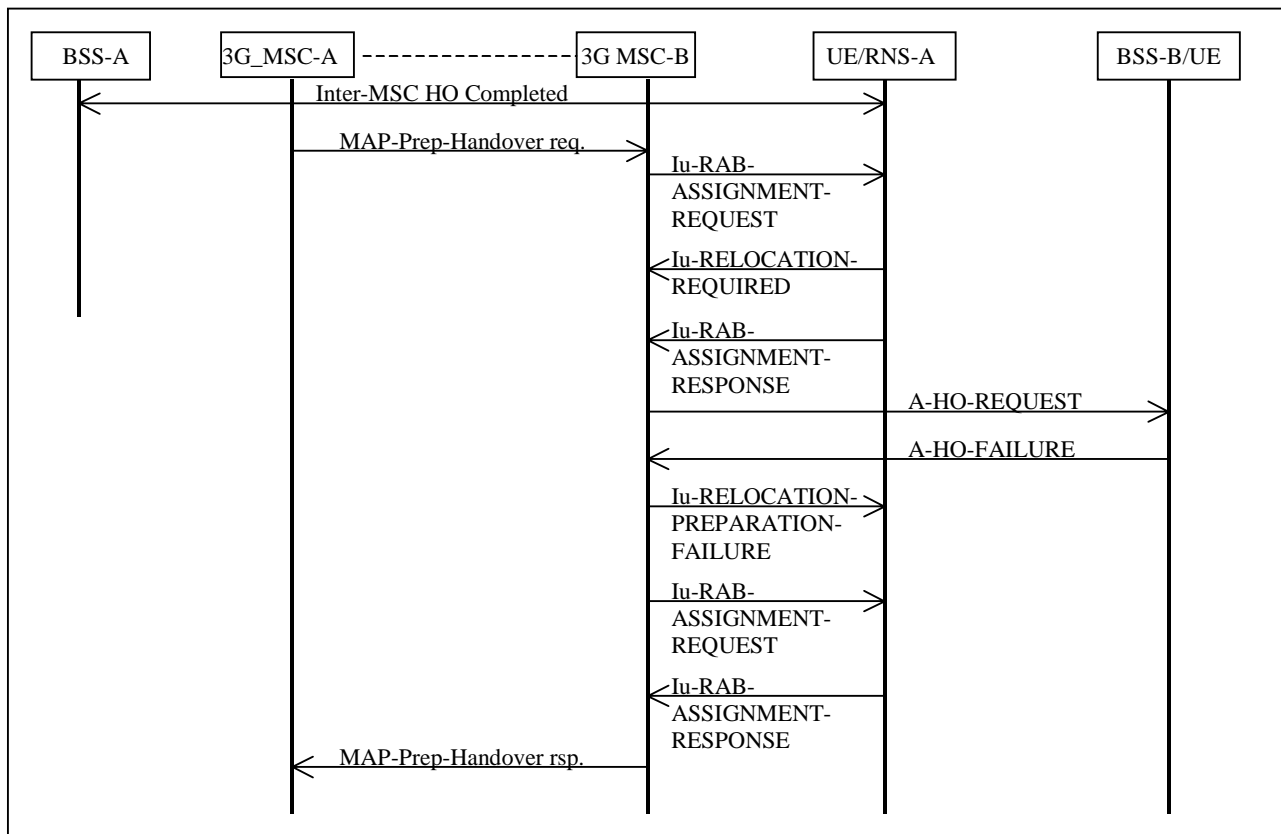 BSS-A
3G_MSC-A
3G MSC-B
UE/RNS-A
BSS-B/UE
Inter-MSC HO Completed
MAP-Prep-Handover req.
Iu-RAB-
ASSIGNMENT-
REQUEST
Iu-RELOCATION-
REQUIRED
Iu-RAB-
ASSIGNMENT-
RESPONSE
A-HO-REQUEST
A-HO-FAILURE
Iu-RELOCATION-
PREPARATION-
FAILURE
Iu-RAB-
ASSIGNMENT-
REQUEST
Iu-RAB-
ASSIGNMENT-
RESPONSE
MAP-Prep-Handover rsp.